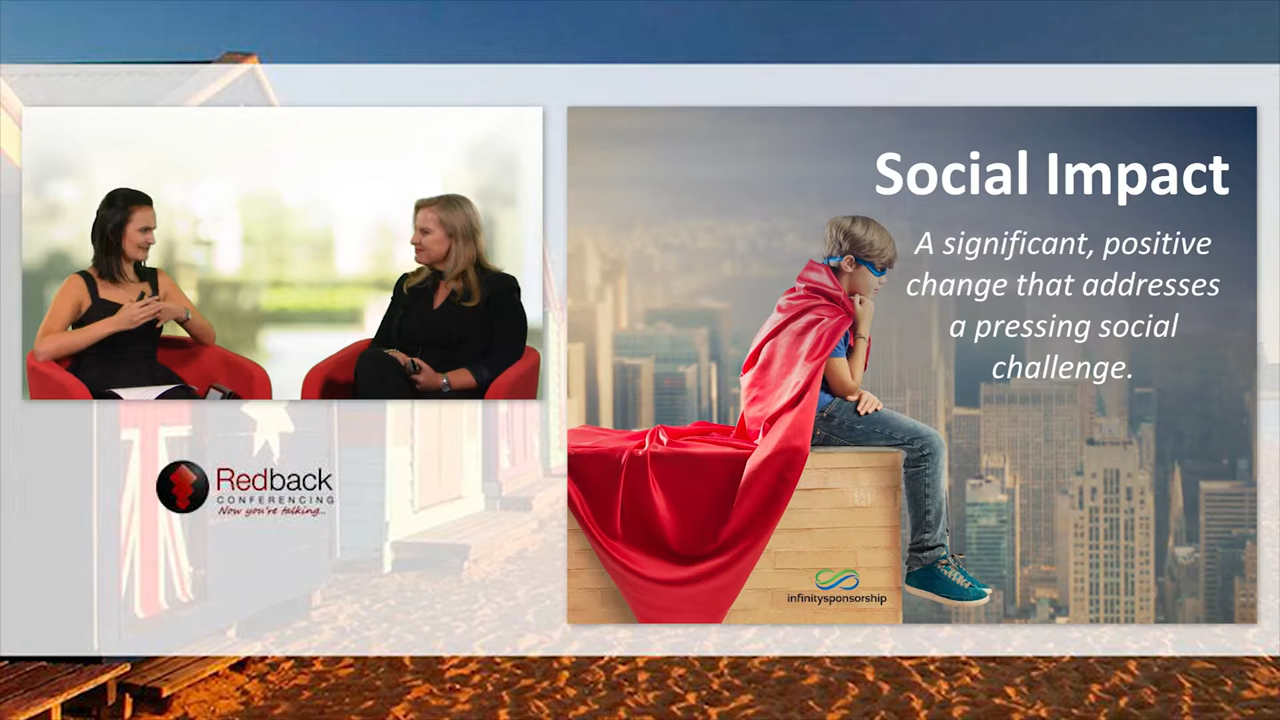 Social Impact
A significant, positive
change that addresses
a pressing social
challenge.
Redback
CONFERENCING
Now you're talking...
infinitysponsorship